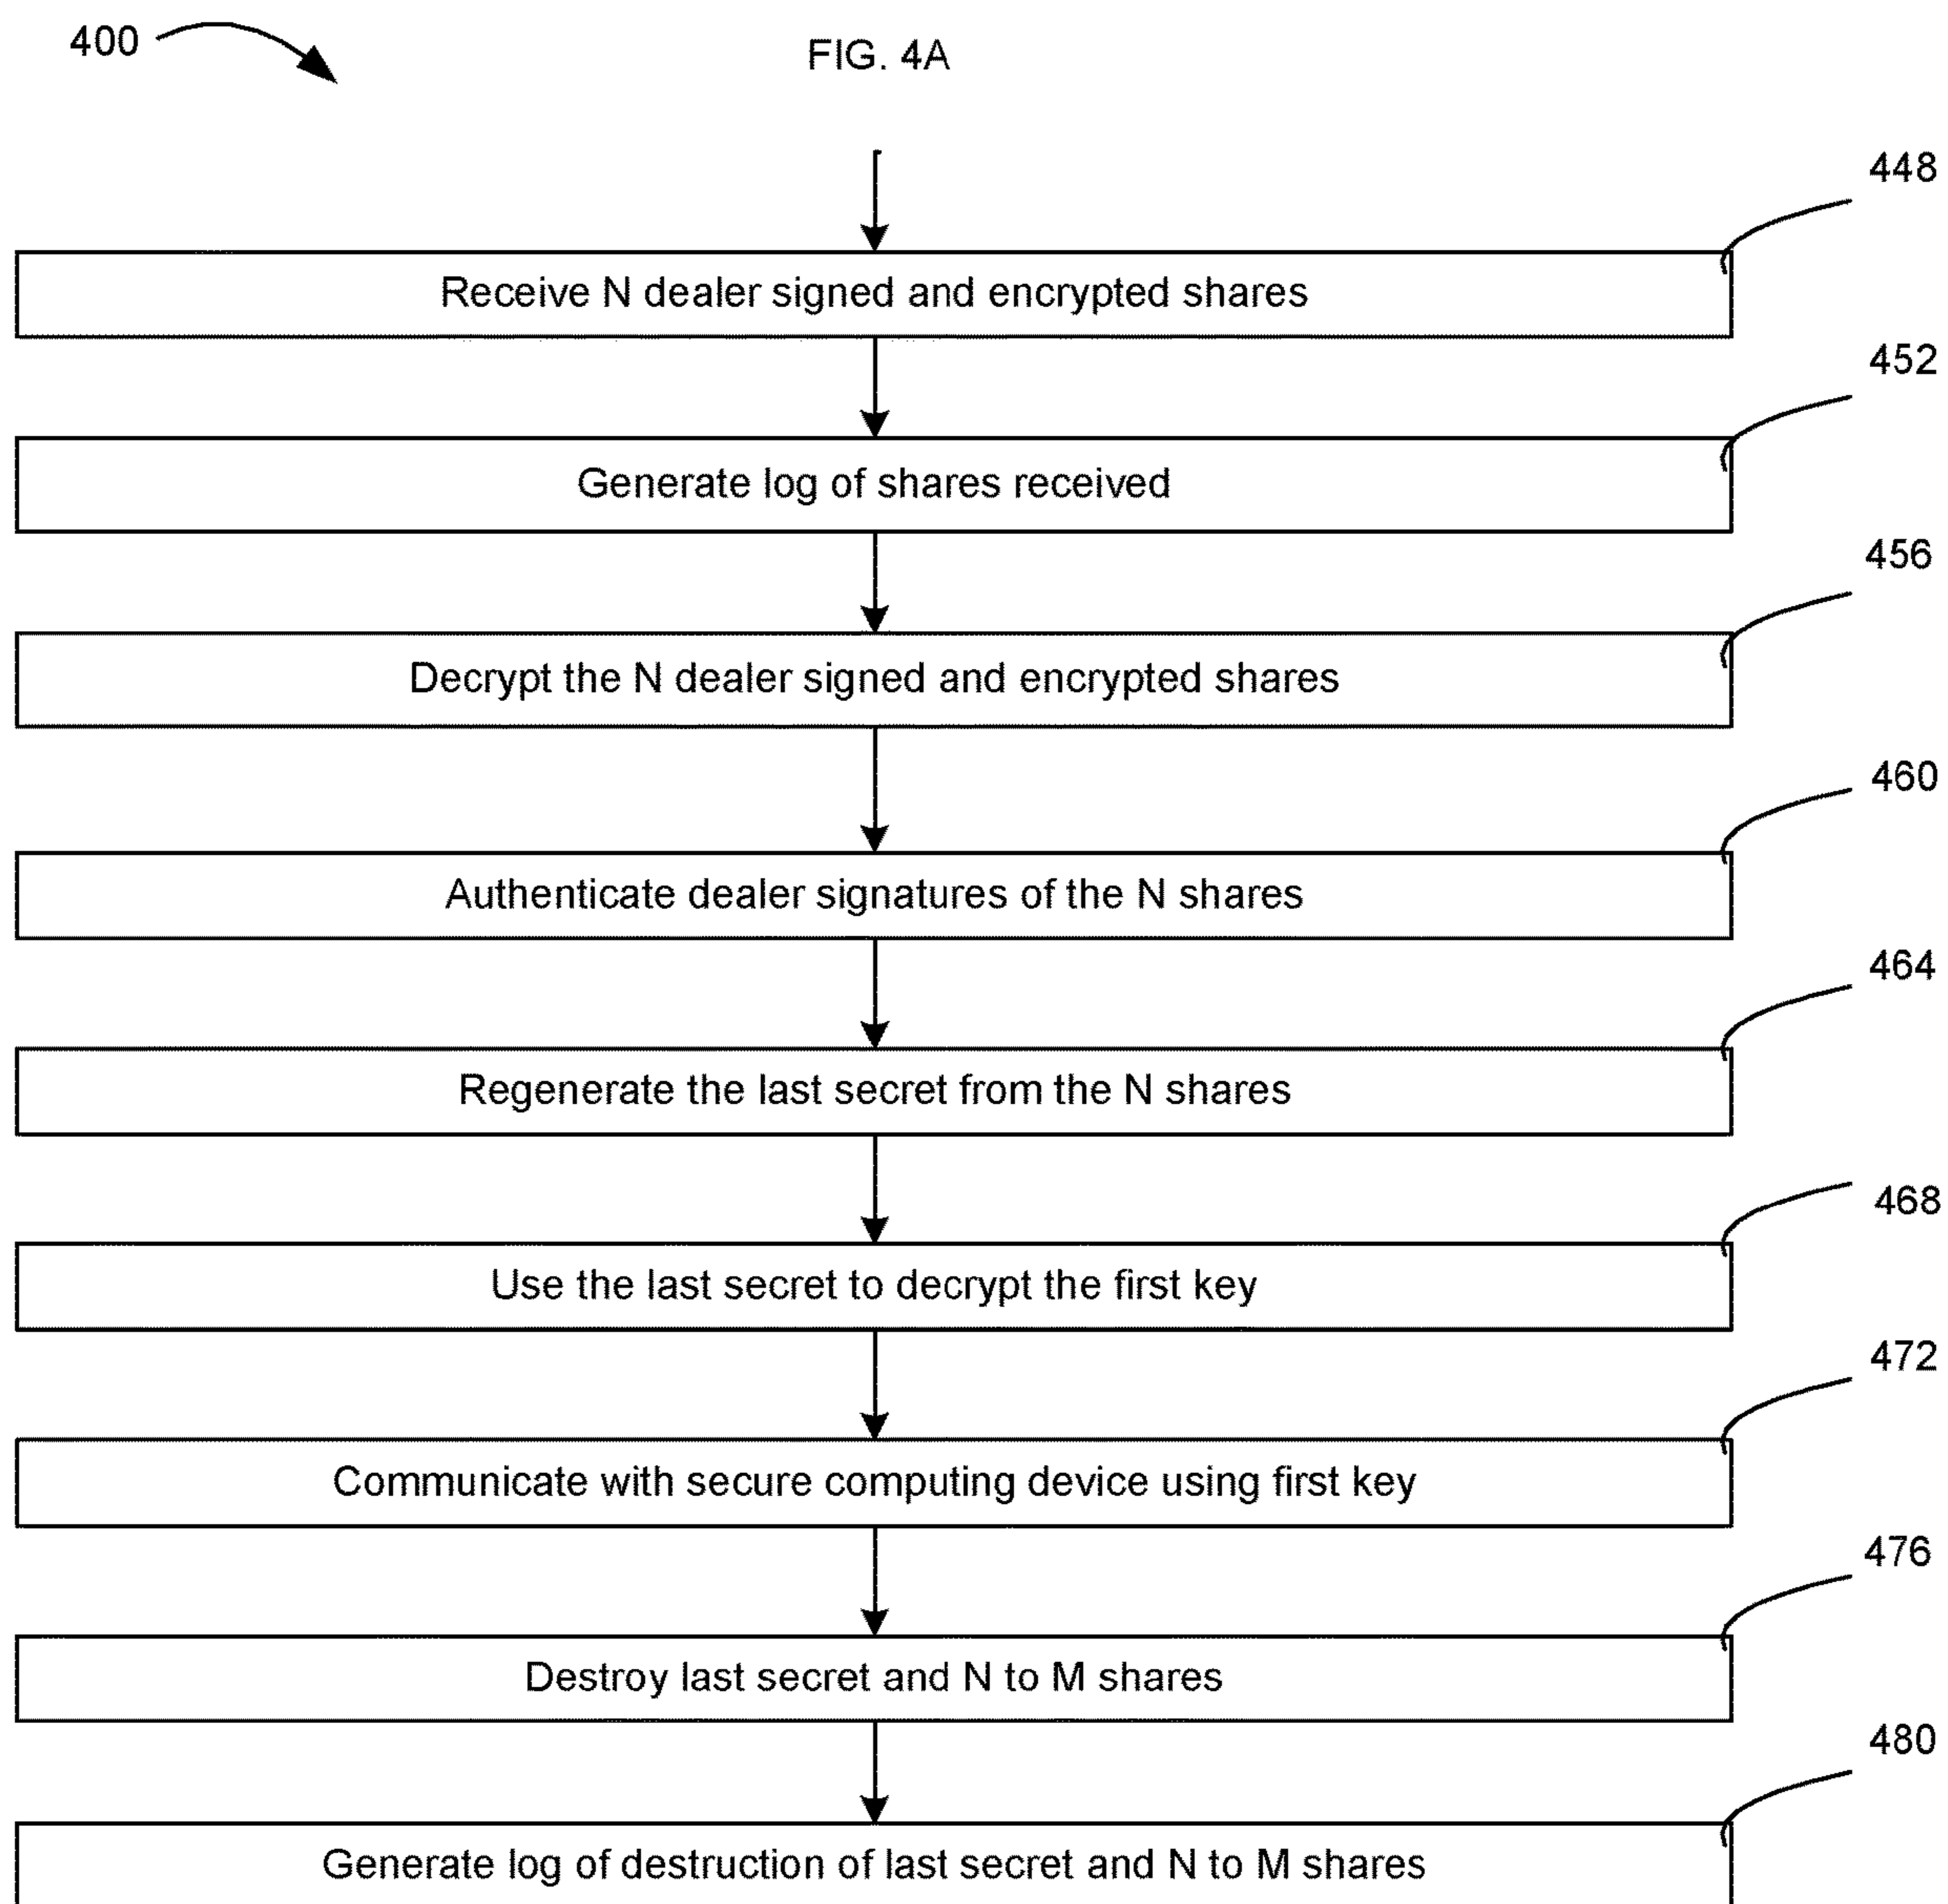 400
FIG. 4A
448
Receive N dealer signed and encrypted shares
452
Generate log of shares received
456
Decrypt the N dealer signed and encrypted shares
460
Authenticate dealer signatures of the N shares
464
Regenerate the last secret from the N shares
468
Use the last secret to decrypt the first key
472
Communicate with secure computing device using first key
476
Destroy last secret and N to M shares
480
Generate log of destruction of last secret and N to M shares